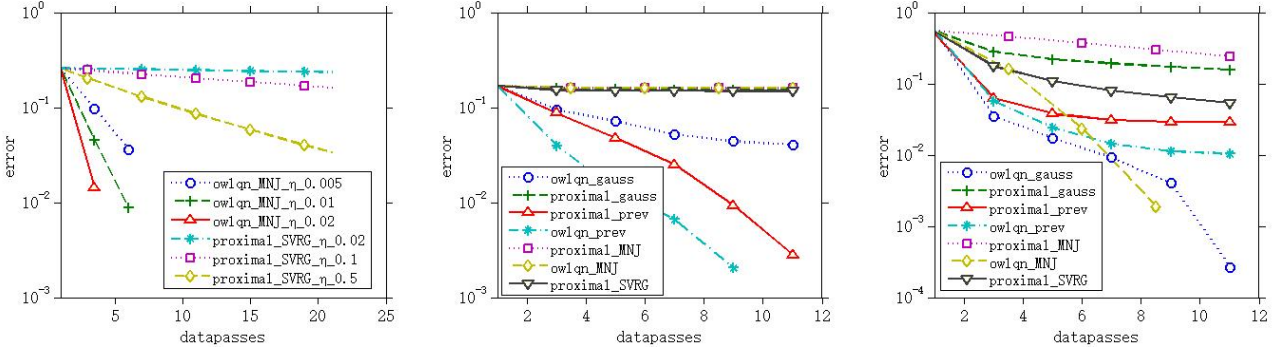 10^0
10^-1
10^-2
10^-3
error
5 10 15 20
datapasses
owlqn_MNJ_η_0.005
owlqn_MNJ_η_0.01
owlqn_MNJ_η_0.02
proximal_SVRG_η_0.02
proximal_SVRG_η_0.1
proximal_SVRG_η_0.5
10^0
10^-1
10^-2
10^-3
error
2 4 6 8 10 12
datapasses
owlqn_gauss
proximal_gauss
proximal_prev
owlqn_prev
proximal_MNJ
owlqn_MNJ
proximal_SVRG
10^0
10^-1
10^-2
10^-3
10^-4
error
2 4 6 8 10 12
datapasses
owlqn_gauss
proximal_gauss
proximal_prev
owlqn_prev
proximal_MNJ
owlqn_MNJ
proximal_SVRG